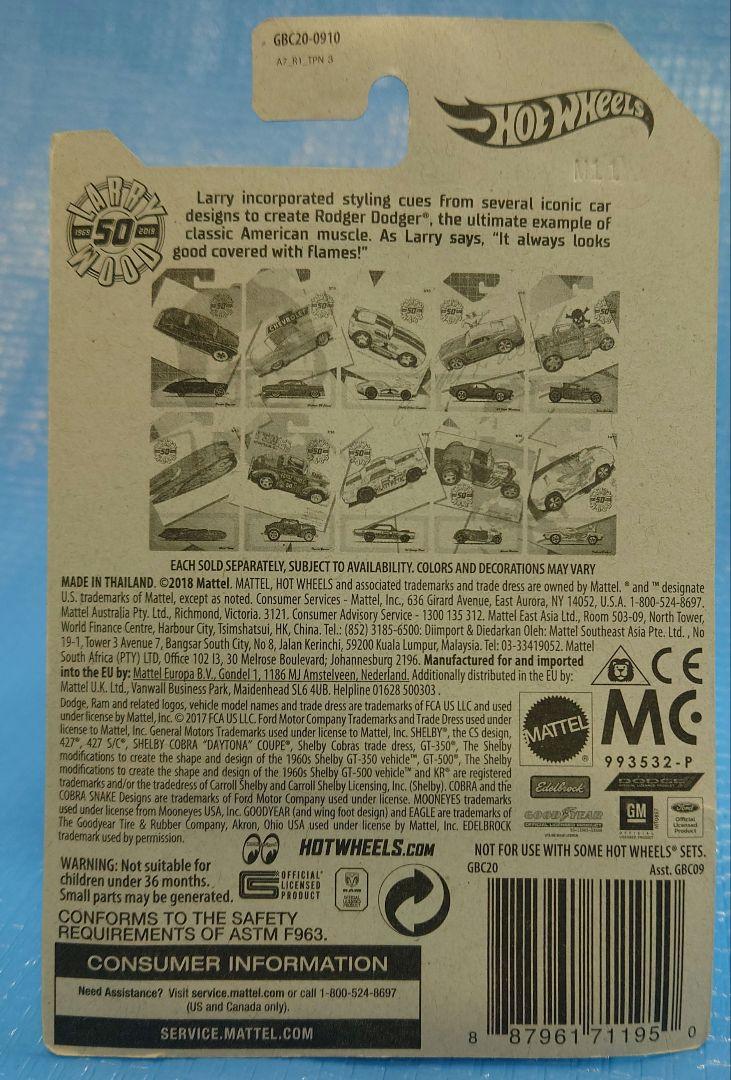 GBC20-0910
A7_R1_TPN 3
HOT WHEELS
LARRY
1969 50 2019
WOOD
Larry incorporated styling cues from several iconic car
designs to create Rodger Dodger®, the ultimate example of
classic American muscle. As Larry says, "It always looks
good covered with flames!"
CHEVROLET
EACH SOLD SEPARATELY, SUBJECT TO AVAILABILITY. COLORS AND DECORATIONS MAY VARY
MADE IN THAILAND. ©2018 Mattel. MATTEL, HOT WHEELS and associated trademarks and trade dress are owned by Mattel. ® and ™ designate
U.S. trademarks of Mattel, except as noted. Consumer Services - Mattel, Inc., 636 Girard Avenue, East Aurora, NY 14052, U.S.A. 1-800-524-8697.
Mattel Australia Pty. Ltd., Richmond, Victoria. 3121. Consumer Advisory Service - 1300 135 312. Mattel East Asia Ltd., Room 503-09, North Tower,
World Finance Centre, Harbour City, Tsimshatsui, HK, China. Tel.: (852) 3185-6500. Diimport & Diedarkan Oleh: Mattel Southeast Asia Pte. Ltd. , No
19-1, Tower 3 Avenue 7, Bangsar South City, No 8, Jalan Kerinchi, 59200 Kuala Lumpur, Malaysia. Tel: 03-33419052. Mattel
South Africa (PTY) LTD, Office 102 I3, 30 Melrose Boulevard; Johannesburg 2196. Manufactured for and imported
into the EU by: Mattel Europa B.V., Gondel 1, 1186 MJ Amstelveen, Nederland. Additionally distributed in the EU by:
Mattel U.K. Ltd., Vanwall Business Park, Maidenhead SL6 4UB. Helpline 01628 500303 .
CE
Dodge, Ram and related logos, vehicle model names and trade dress are trademarks of FCA US LLC and used
under license by Mattel, Inc. © 2017 FCA US LLC. Ford Motor Company Trademarks and Trade Dress used under
license to Mattel, Inc. General Motors Trademarks used under license to Mattel, Inc. SHELBY®, the CS design,
427®, 427 S/C®, SHELBY COBRA "DAYTONA" COUPE®, Shelby Cobras trade dress, GT-350®, The Shelby
modifications to create the shape and design of the 1960s Shelby GT-350 vehicle™, GT-500®, The Shelby
modifications to create the shape and design of the 1960s Shelby GT-500 vehicle™ and KR® are registered
trademarks and/or the tradedress of Carroll Shelby and Carroll Shelby Licensing, Inc. (Shelby). COBRA and the
COBRA SNAKE Designs are trademarks of Ford Motor Company used under license. MOONEYES trademarks
used under license from Mooneyes USA, Inc. GOODYEAR (and wing foot design) and EAGLE are trademarks of
The Goodyear Tire & Rubber Company, Akron, Ohio USA used under license by Mattel, Inc. EDELBROCK
trademark used by permission.
MATTEL
®
MC
993532-P
Edelbrock
DODGE
GOODYEAR
GM
Ford
Official
Licensed
Product
HOTWHEELS.COM
NOT FOR USE WITH SOME HOT WHEELS® SETS.
GBC20 Asst. GBC09
WARNING: Not suitable for
children under 36 months.
Small parts may be generated.
OFFICIAL
LICENSED
PRODUCT
RAM
CONFORMS TO THE SAFETY
REQUIREMENTS OF ASTM F963.
CONSUMER INFORMATION
Need Assistance? Visit service.mattel.com or call 1-800-524-8697
(US and Canada only).
SERVICE.MATTEL.COM
8 87961 71195 0